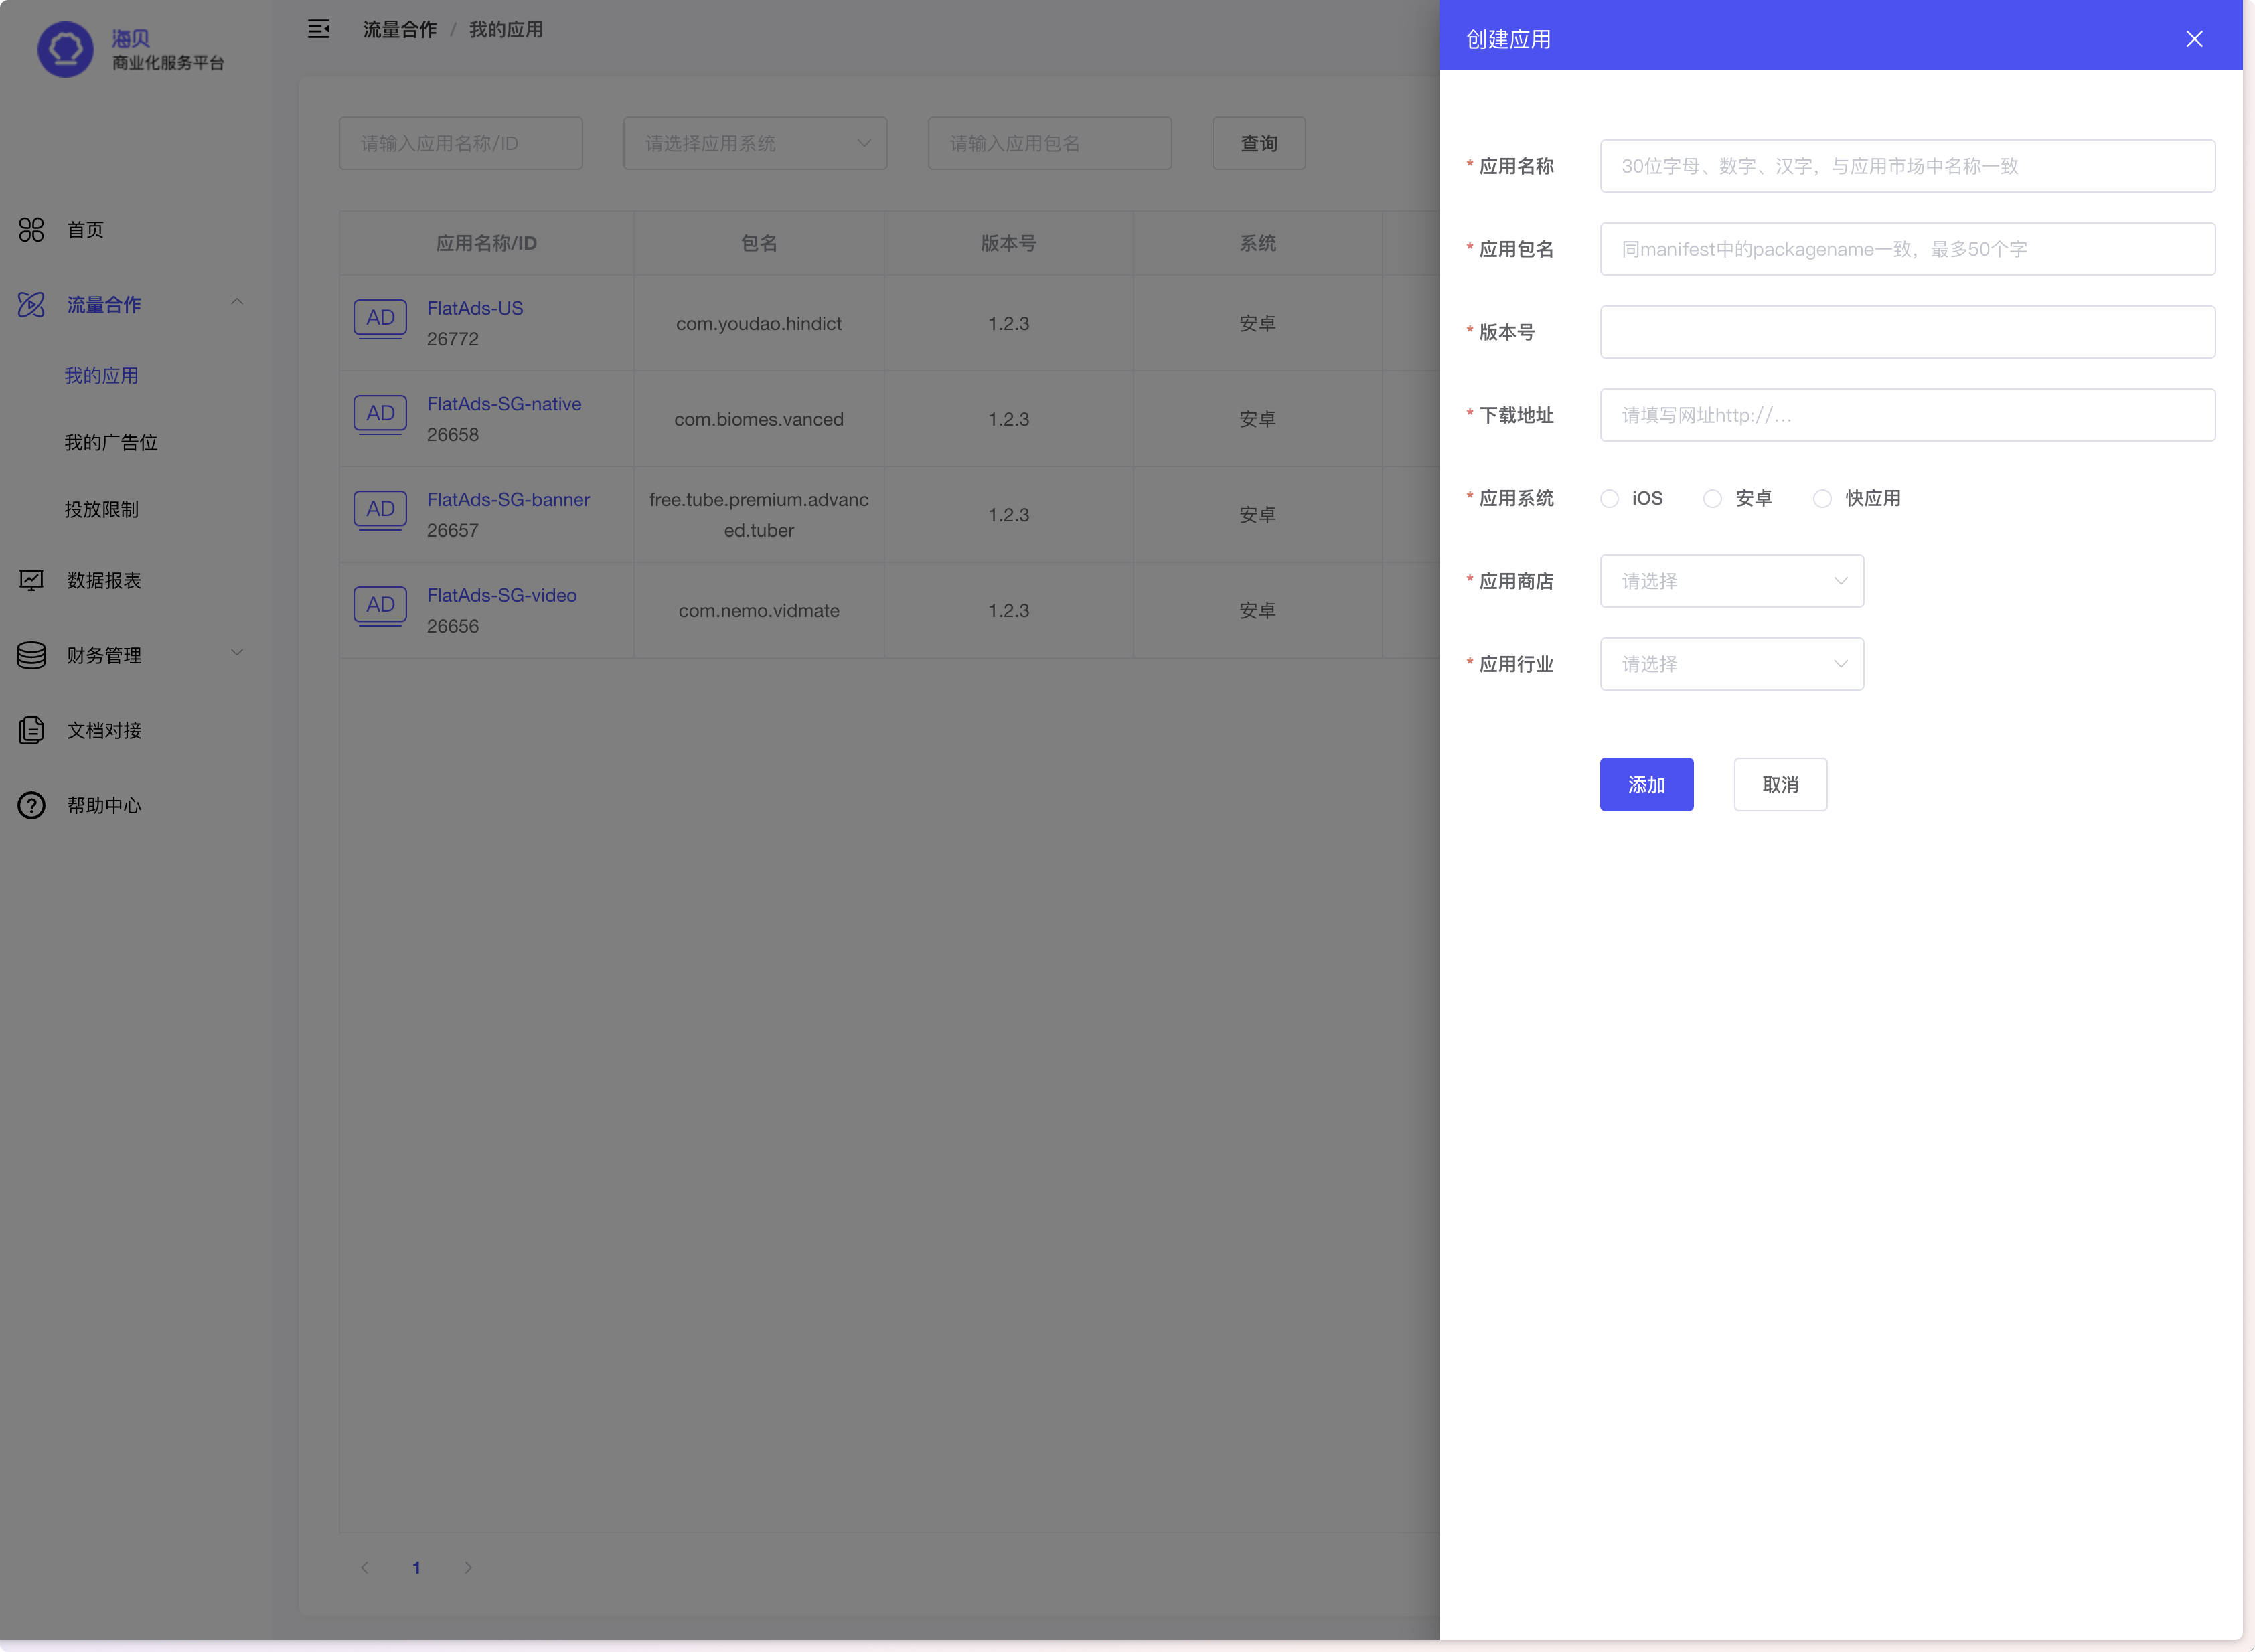 海贝
商业化服务平台
首页
流量合作
我的应用
我的广告位
投放限制
数据报表
财务管理
文档对接
帮助中心
流量合作 / 我的应用
请输入应用名称/ID 请选择应用系统 请输入应用包名 查询
应用名称/ID 包名 版本号 系统
AD FlatAds-US
26772
com.youdao.hindict 1.2.3 安卓
AD FlatAds-SG-native
26658
com.biomes.vanced 1.2.3 安卓
AD FlatAds-SG-banner
26657
free.tube.premium.advanc
ed.tuber
1.2.3 安卓
AD FlatAds-SG-video
26656
com.nemo.vidmate 1.2.3 安卓
1
创建应用
* 应用名称 30位字母、数字、汉字，与应用市场中名称一致
* 应用包名 同manifest中的packagename一致，最多50个字
* 版本号
* 下载地址 请填写网址http://...
* 应用系统 iOS 安卓 快应用
* 应用商店 请选择
* 应用行业 请选择
添加 取消